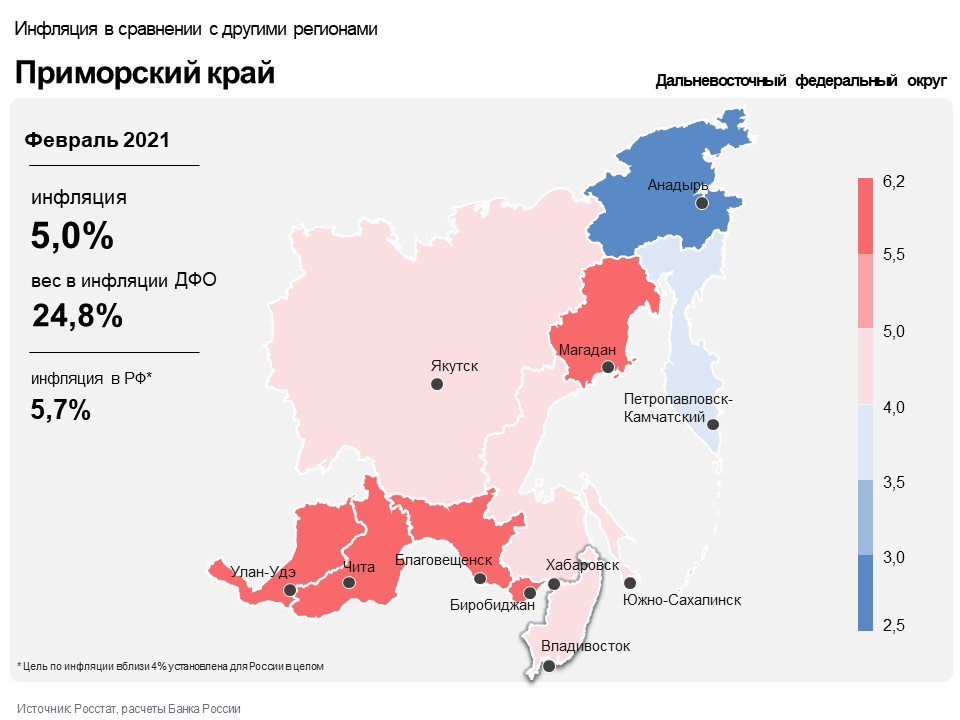 Инфляция в сравнении с другими регионами
Приморский край
Дальневосточный федеральный округ
Февраль 2021
инфляция
5,0%
вес в инфляции ДФО
24,8%
инфляция в РФ*
5,7%
Анадырь
Магадан
Якутск
Петропавловск-
Камчатский
Благовещенск
Хабаровск
Чита
Улан-Удэ
Биробиджан
Южно-Сахалинск
Владивосток
6,2
5,5
5,0
4,0
3,5
3,0
2,5
* Цель по инфляции вблизи 4% установлена для России в целом
Источник: Росстат, расчеты Банка России